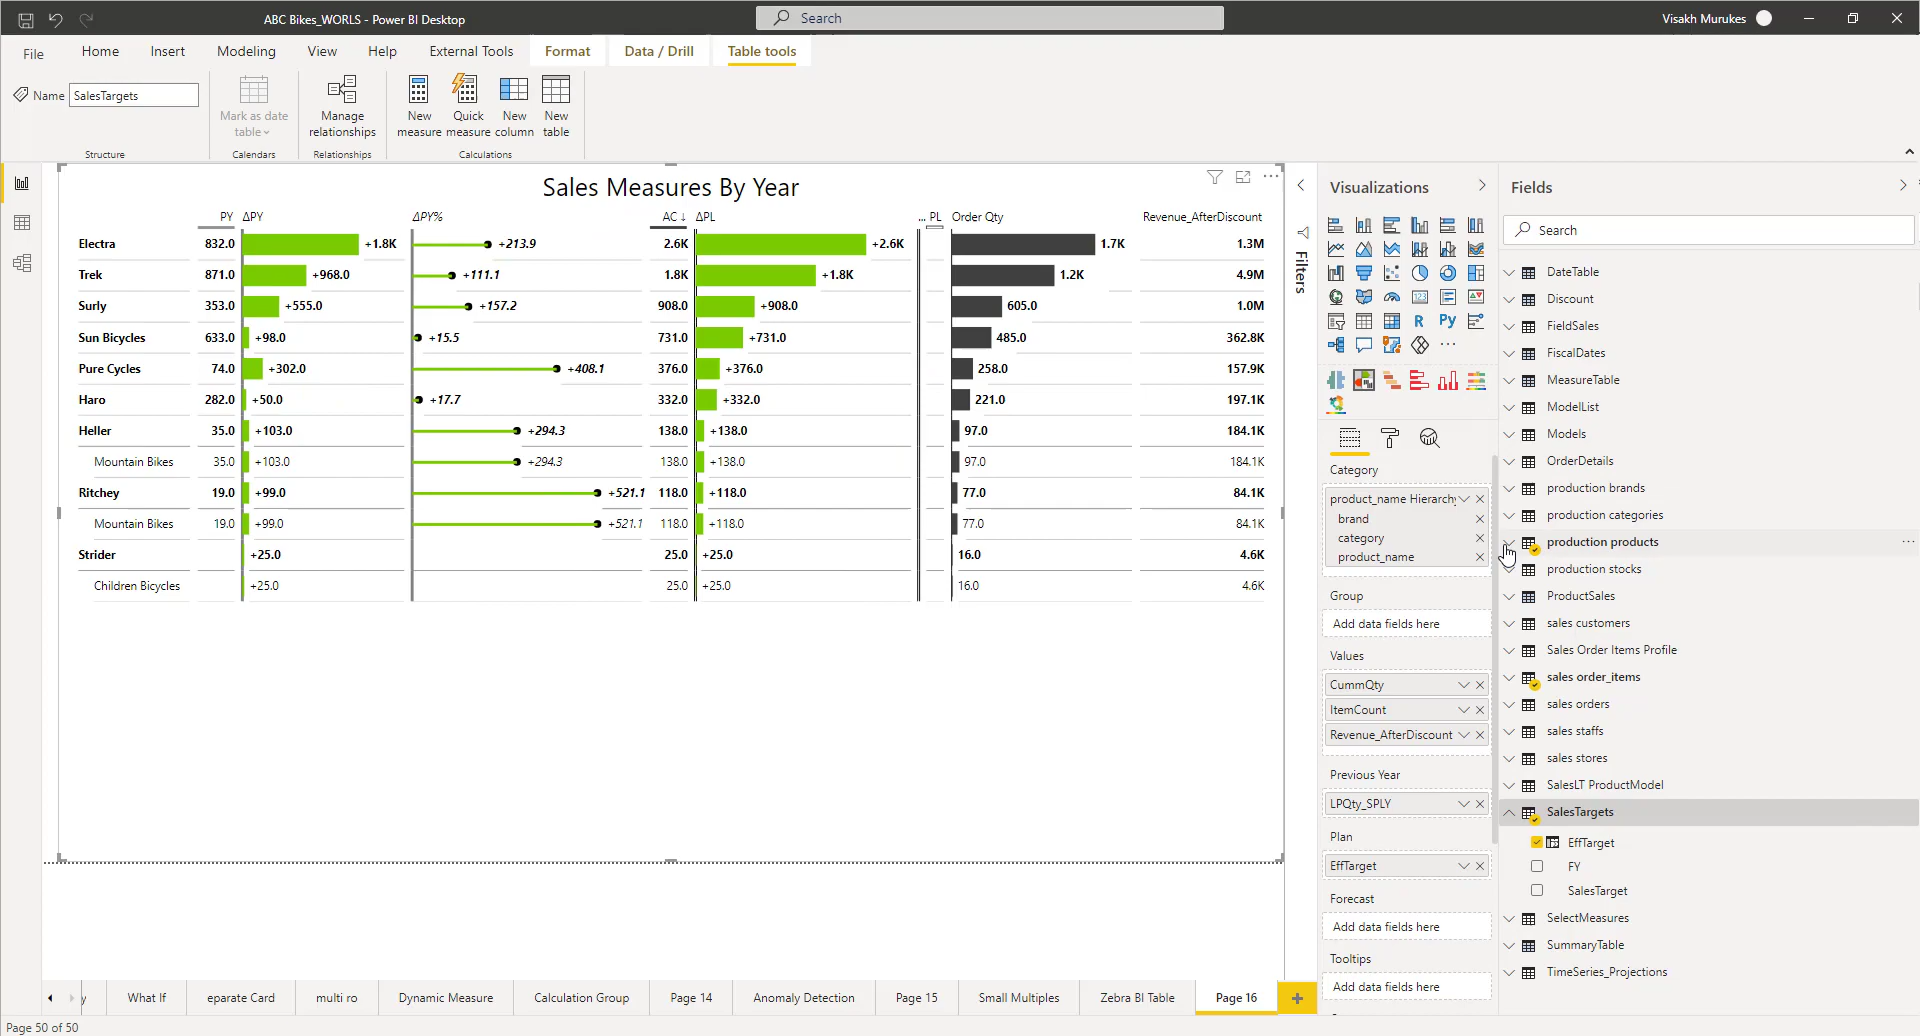 ABC Bikes_WORLS - Power BI Desktop
Search
Visakh Murukes
File
Home
Insert
Modeling
View
Help
External Tools
Format
Data / Drill
Table tools
Name
SalesTargets
Mark as date
table
Manage
relationships
New
measure
Quick
measure
New
column
New
table
Structure
Calendars
Relationships
Calculations
Sales Measures By Year
PY ΔPY ΔPY% AC ↓ ΔPL ... PL Order Qty Revenue_AfterDiscount
Electra 832.0 +1.8K +213.9 2.6K +2.6K 1.7K 1.3M
Trek 871.0 +968.0 +111.1 1.8K +1.8K 1.2K 4.9M
Surly 353.0 +555.0 +157.2 908.0 +908.0 605.0 1.0M
Sun Bicycles 633.0 +98.0 +15.5 731.0 +731.0 485.0 362.8K
Pure Cycles 74.0 +302.0 +408.1 376.0 +376.0 258.0 157.9K
Haro 282.0 +50.0 +17.7 332.0 +332.0 221.0 197.1K
Heller 35.0 +103.0 +294.3 138.0 +138.0 97.0 184.1K
Mountain Bikes 35.0 +103.0 +294.3 138.0 +138.0 97.0 184.1K
Ritchey 19.0 +99.0 +521.1 118.0 +118.0 77.0 84.1K
Mountain Bikes 19.0 +99.0 +521.1 118.0 +118.0 77.0 84.1K
Strider +25.0 25.0 +25.0 16.0 4.6K
Children Bicycles +25.0 25.0 +25.0 16.0 4.6K
Filters
Visualizations
123
R
Py
...
Category
product_name Hierarchy
brand
category
product_name
Group
Add data fields here
Values
CummQty
ItemCount
Revenue_AfterDiscount
Previous Year
LPQty_SPLY
Plan
EffTarget
Forecast
Add data fields here
Tooltips
Add data fields here
Fields
Search
DateTable
Discount
FieldSales
FiscalDates
MeasureTable
ModelList
Models
OrderDetails
production brands
production categories
production products
production stocks
ProductSales
sales customers
Sales Order Items Profile
sales order_items
sales orders
sales staffs
sales stores
SalesLT ProductModel
SalesTargets
EffTarget
FY
SalesTarget
SelectMeasures
SummaryTable
TimeSeries_Projections
y
What If
eparate Card
multi ro
Dynamic Measure
Calculation Group
Page 14
Anomaly Detection
Page 15
Small Multiples
Zebra BI Table
Page 16
+
Page 50 of 50